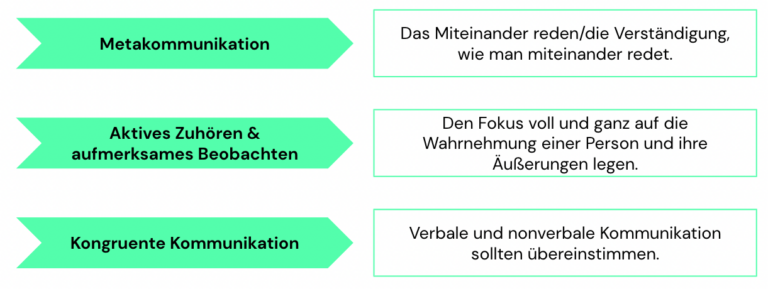 Metakommunikation
Das Miteinander reden/die Verständigung,
wie man miteinander redet.
Aktives Zuhören &
aufmerksames Beobachten
Den Fokus voll und ganz auf die
Wahrnehmung einer Person und ihre
Äußerungen legen.
Kongruente Kommunikation
Verbale und nonverbale Kommunikation
sollten übereinstimmen.